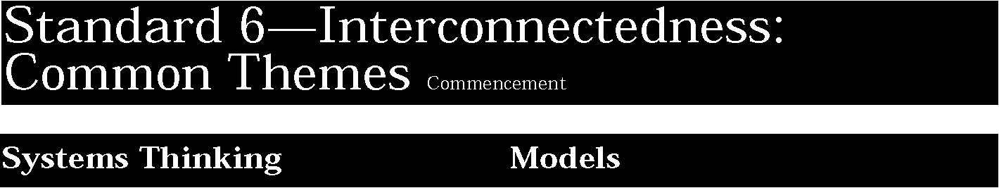 Standard 6—Interconnectedness:
Common Themes Commencement
Systems Thinking
Models